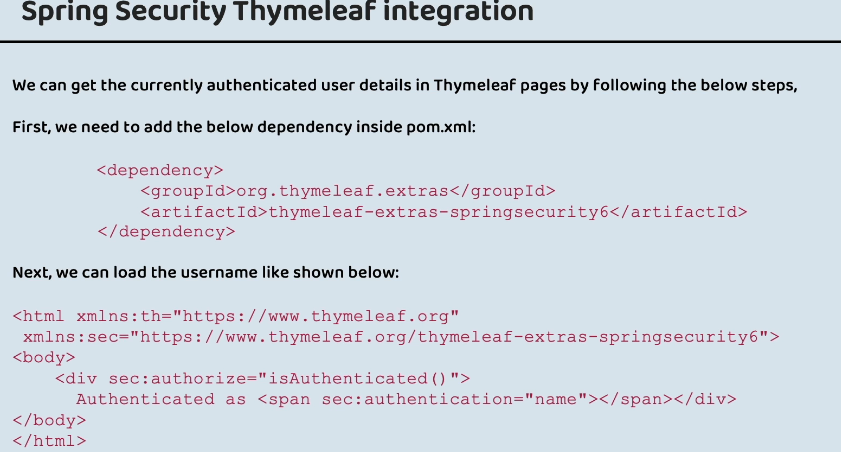 Spring Security Thymeleaf integration
We can get the currently authenticated user details in Thymeleaf pages by following the below steps,
First, we need to add the below dependency inside pom.xml:
<dependency>
<groupId>org.thymeleaf.extras</groupId>
<artifactId>thymeleaf-extras-springsecurity6</artifactId>
</dependency>
Next, we can load the username like shown below:
<html xmlns:th="https://www.thymeleaf.org"
xmlns:sec="https://www.thymeleaf.org/thymeleaf-extras-springsecurity6">
<body>
<div sec:authorize="isAuthenticated()">
Authenticated as <span sec:authentication="name"></span></div>
</body>
</html>